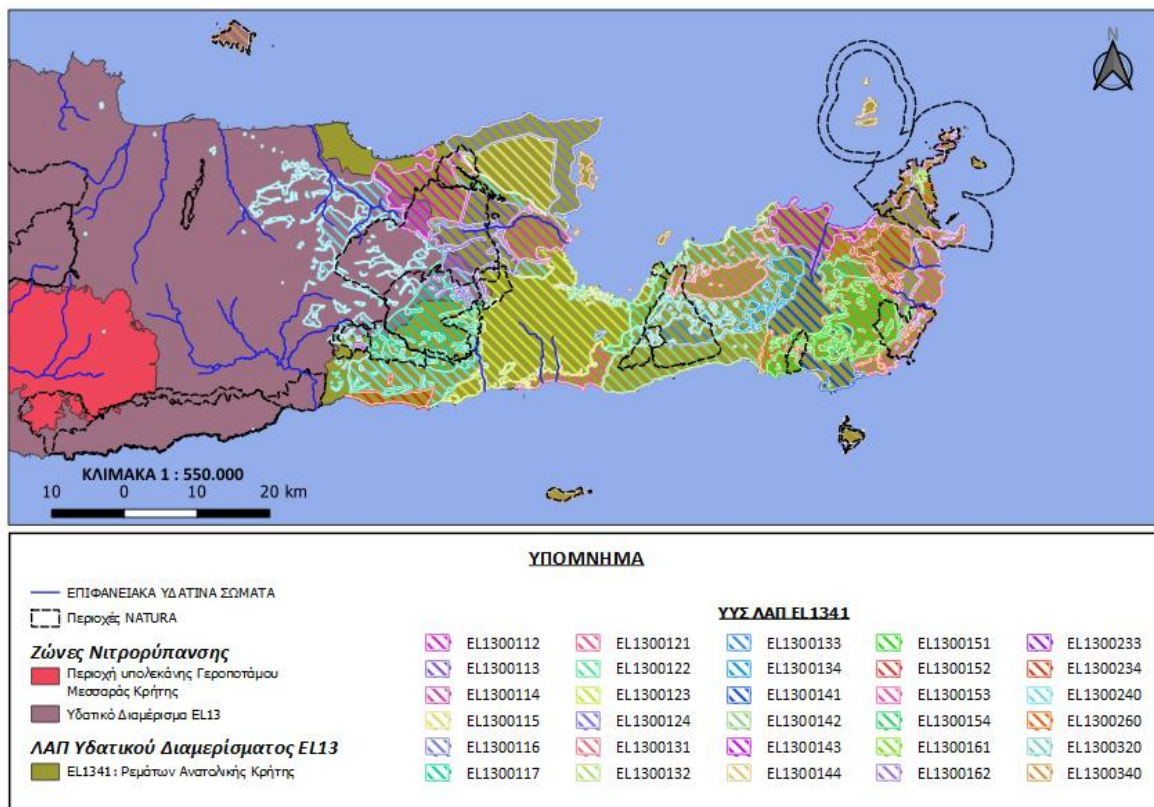 N
ΚΛΙΜΑΚΑ 1 : 550.000
10 0 10 20 km
ΥΠΟΜΝΗΜΑ
ΕΠΙΦΑΝΕΙΑΚΑ ΥΔΑΤΙΝΑ ΣΩΜΑΤΑ
Περιοχές NATURA
Ζώνες Νιτρορύπανσης
Περιοχή υπολεκάνης Γεροποτάμου
Μεσσαράς Κρήτης
Υδατικό Διαμέρισμα EL13
ΛΑΠ Υδατικού Διαμερίσματος EL13
EL1341: Ρεμάτων Ανατολικής Κρήτης
ΥΥΣ ΛΑΠ EL1341
EL1300112 EL1300121 EL1300133 EL1300151 EL1300233
EL1300113 EL1300122 EL1300134 EL1300152 EL1300234
EL1300114 EL1300123 EL1300141 EL1300153 EL1300240
EL1300115 EL1300124 EL1300142 EL1300154 EL1300260
EL1300116 EL1300131 EL1300143 EL1300161 EL1300320
EL1300117 EL1300132 EL1300144 EL1300162 EL1300340